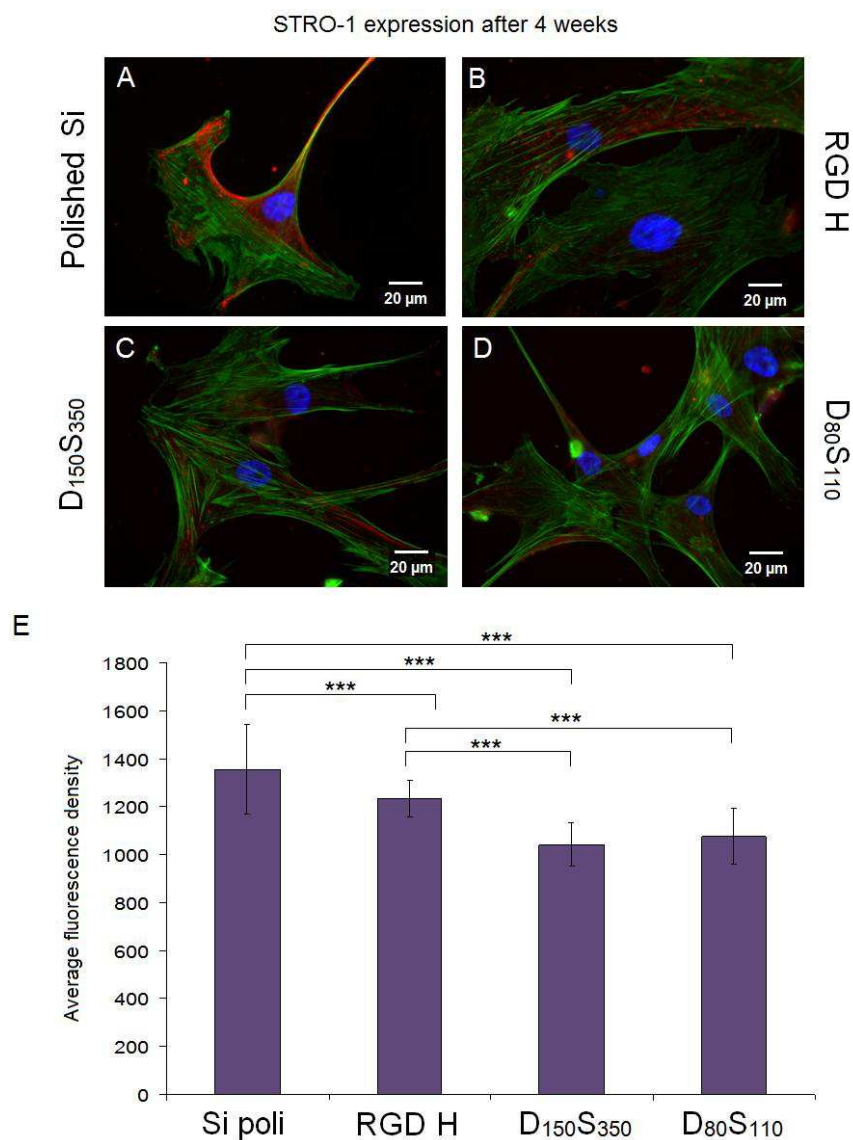 STRO-1 expression after 4 weeks
A
B
Polished Si
RGD H
20 µm
20 µm
C
D
D150S350
D80S110
20 µm
20 µm
E
***
***
***
***
***
Average fluorescence density
1800
1600
1400
1200
1000
800
600
400
200
0
Si poli
RGD H
D150S350
D80S110